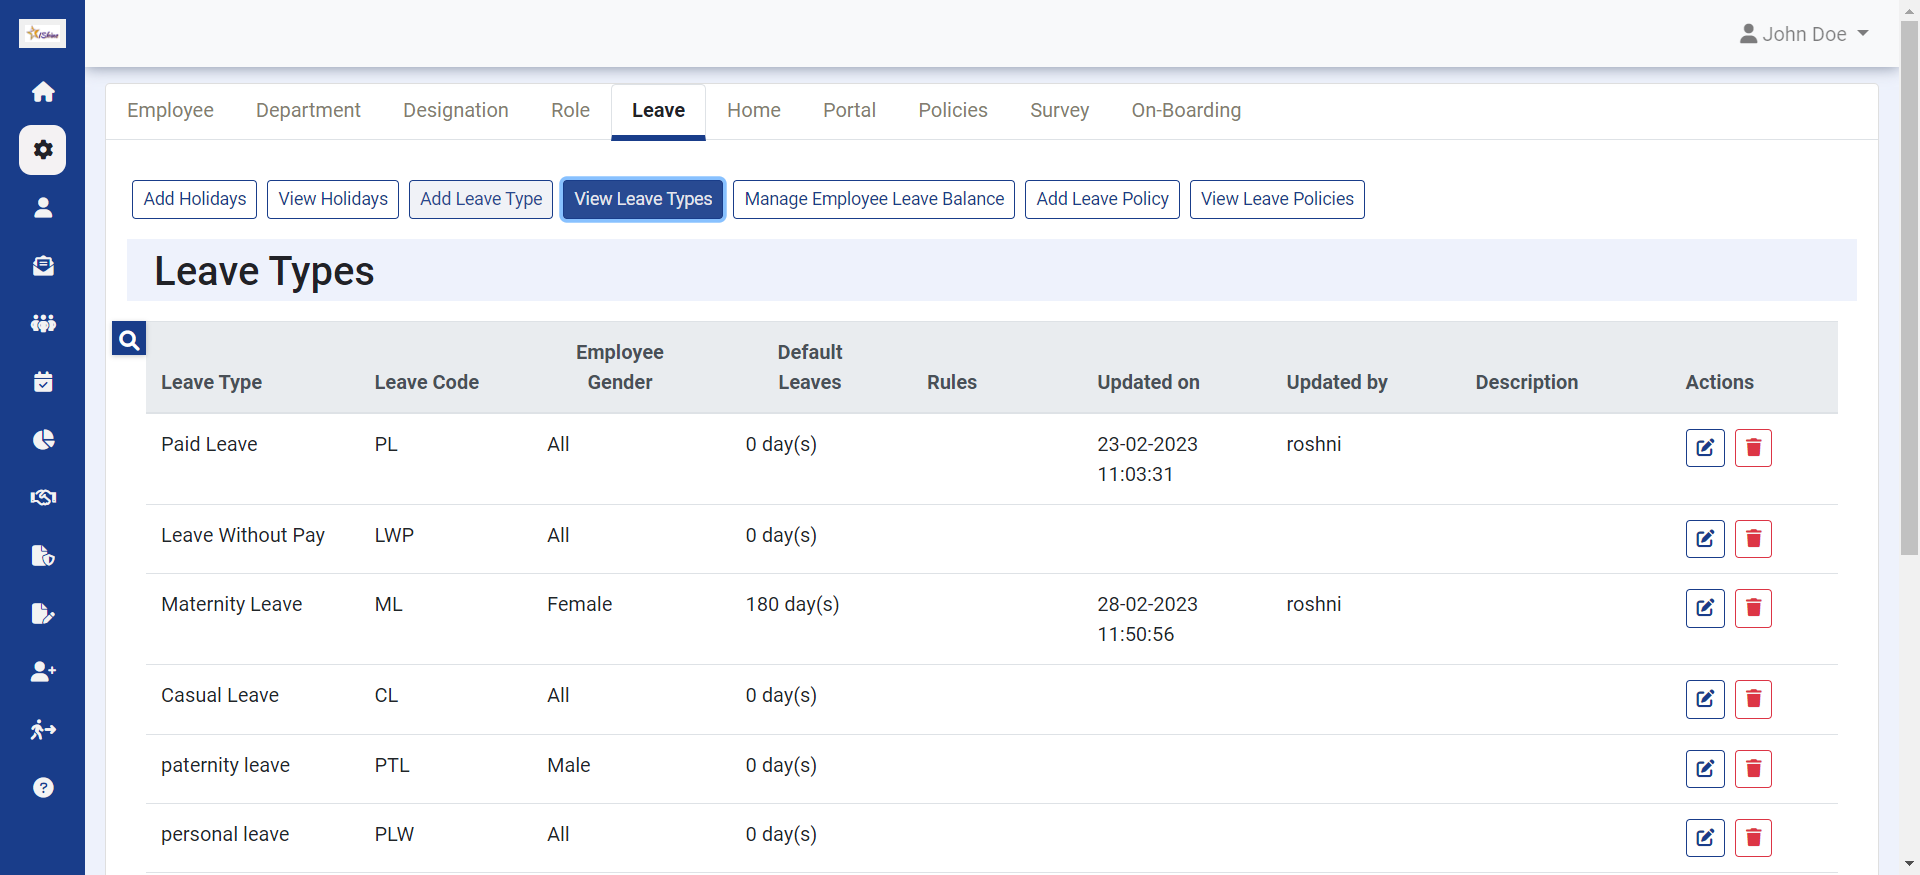 iShine
John Doe
Employee Department Designation Role Leave Home Portal Policies Survey On-Boarding
Add Holidays View Holidays Add Leave Type View Leave Types Manage Employee Leave Balance Add Leave Policy View Leave Policies
Leave Types
Leave Type Leave Code Employee Gender Default Leaves Rules Updated on Updated by Description Actions
Paid Leave PL All 0 day(s) 23-02-2023 roshni
11:03:31
Leave Without Pay LWP All 0 day(s)
Maternity Leave ML Female 180 day(s) 28-02-2023 roshni
11:50:56
Casual Leave CL All 0 day(s)
paternity leave PTL Male 0 day(s)
personal leave PLW All 0 day(s)